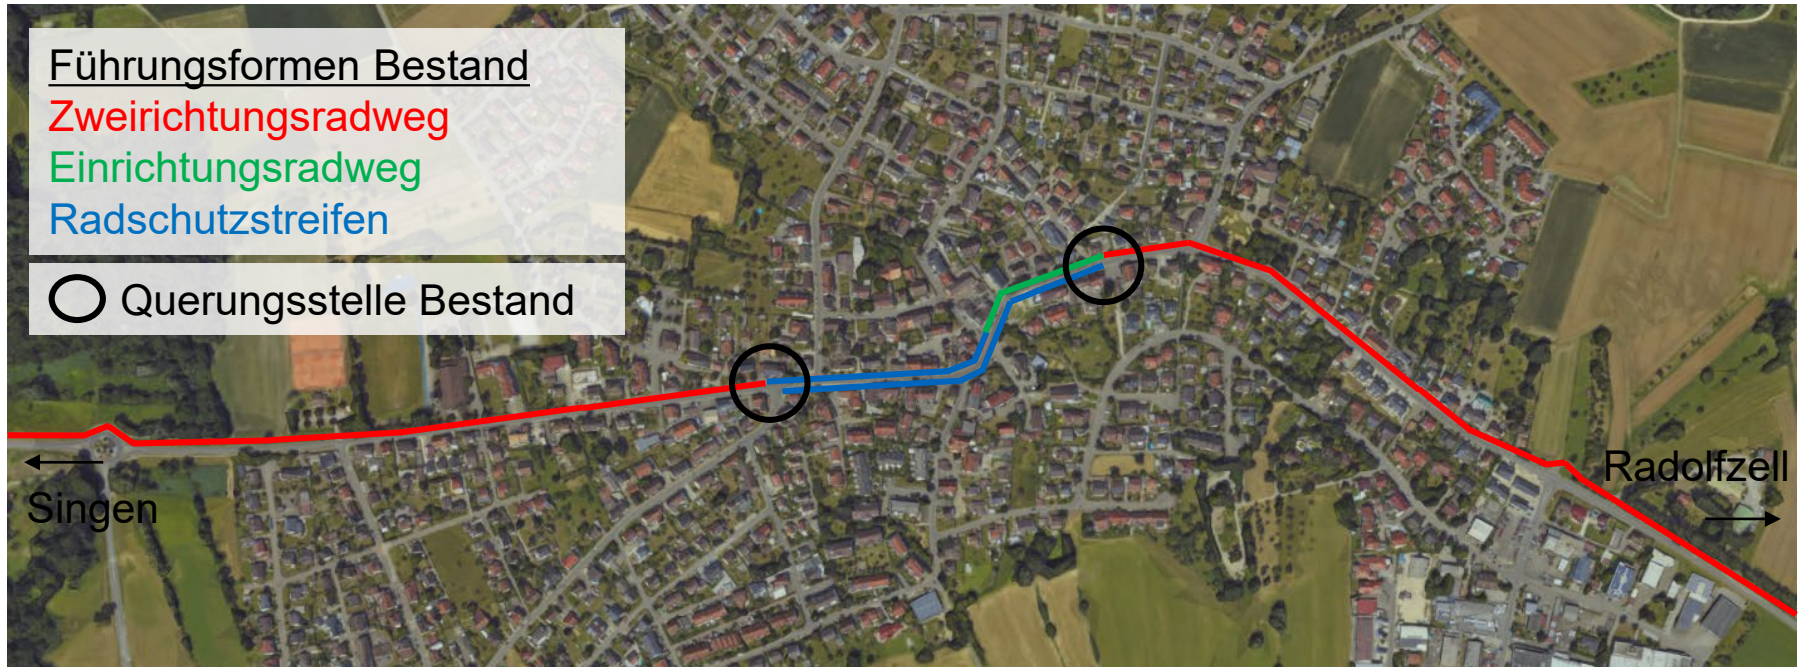 Führungsformen Bestand
Zweirichtungsradweg
Einrichtungsradweg
Radschutzstreifen
Querungsstelle Bestand
Singen
Radolfzell